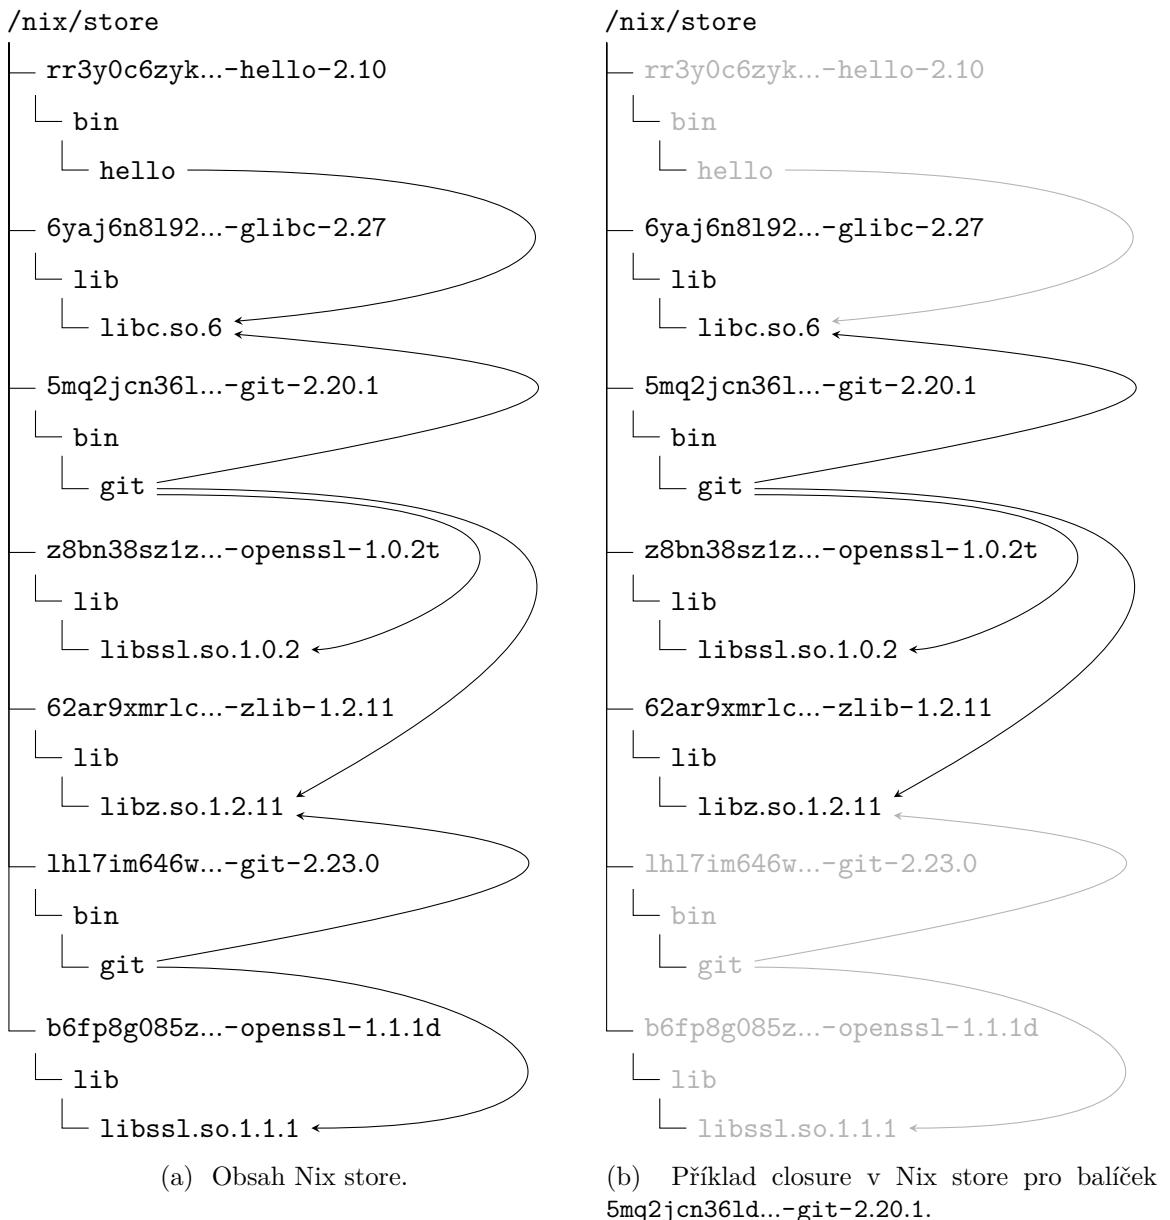 /nix/store
rr3y0c6zyk...-hello-2.10
bin
hello
6yaj6n8l92...-glibc-2.27
lib
libc.so.6
5mq2jcn36l...-git-2.20.1
bin
git
z8bn38sz1z...-openssl-1.0.2t
lib
libssl.so.1.0.2
62ar9xmrlc...-zlib-1.2.11
lib
libz.so.1.2.11
lhl7im646w...-git-2.23.0
bin
git
b6fp8g085z...-openssl-1.1.1d
lib
libssl.so.1.1.1
(a) Obsah Nix store.
/nix/store
rr3y0c6zyk...-hello-2.10
bin
hello
6yaj6n8l92...-glibc-2.27
lib
libc.so.6
5mq2jcn36l...-git-2.20.1
bin
git
z8bn38sz1z...-openssl-1.0.2t
lib
libssl.so.1.0.2
62ar9xmrlc...-zlib-1.2.11
lib
libz.so.1.2.11
lhl7im646w...-git-2.23.0
bin
git
b6fp8g085z...-openssl-1.1.1d
lib
libssl.so.1.1.1
(b) Příklad closure v Nix store pro balíček
5mq2jcn36ld...-git-2.20.1.